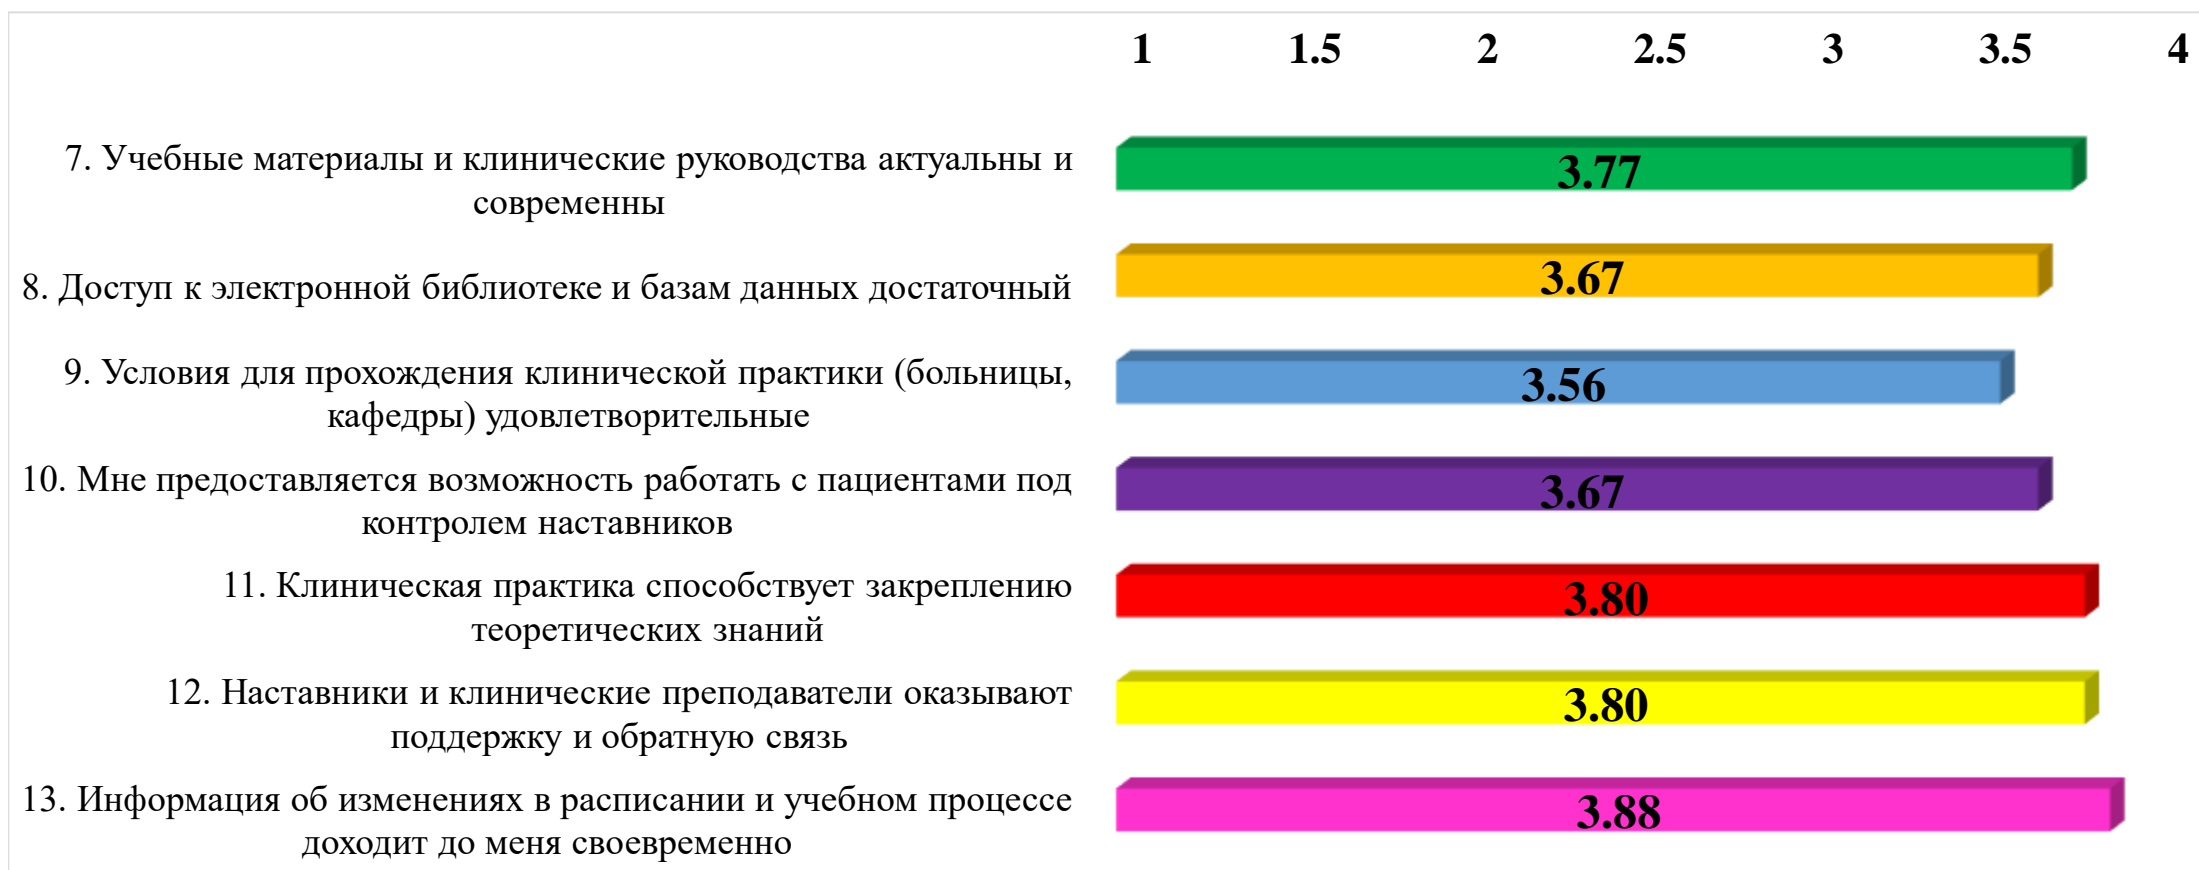 1 1.5 2 2.5 3 3.5 4
7. Учебные материалы и клинические руководства актуальны и
современны
3.77
8. Доступ к электронной библиотеке и базам данных достаточный
3.67
9. Условия для прохождения клинической практики (больницы,
кафедры) удовлетворительные
3.56
10. Мне предоставляется возможность работать с пациентами под
контролем наставников
3.67
11. Клиническая практика способствует закреплению
теоретических знаний
3.80
12. Наставники и клинические преподаватели оказывают
поддержку и обратную связь
3.80
13. Информация об изменениях в расписании и учебном процессе
доходит до меня своевременно
3.88